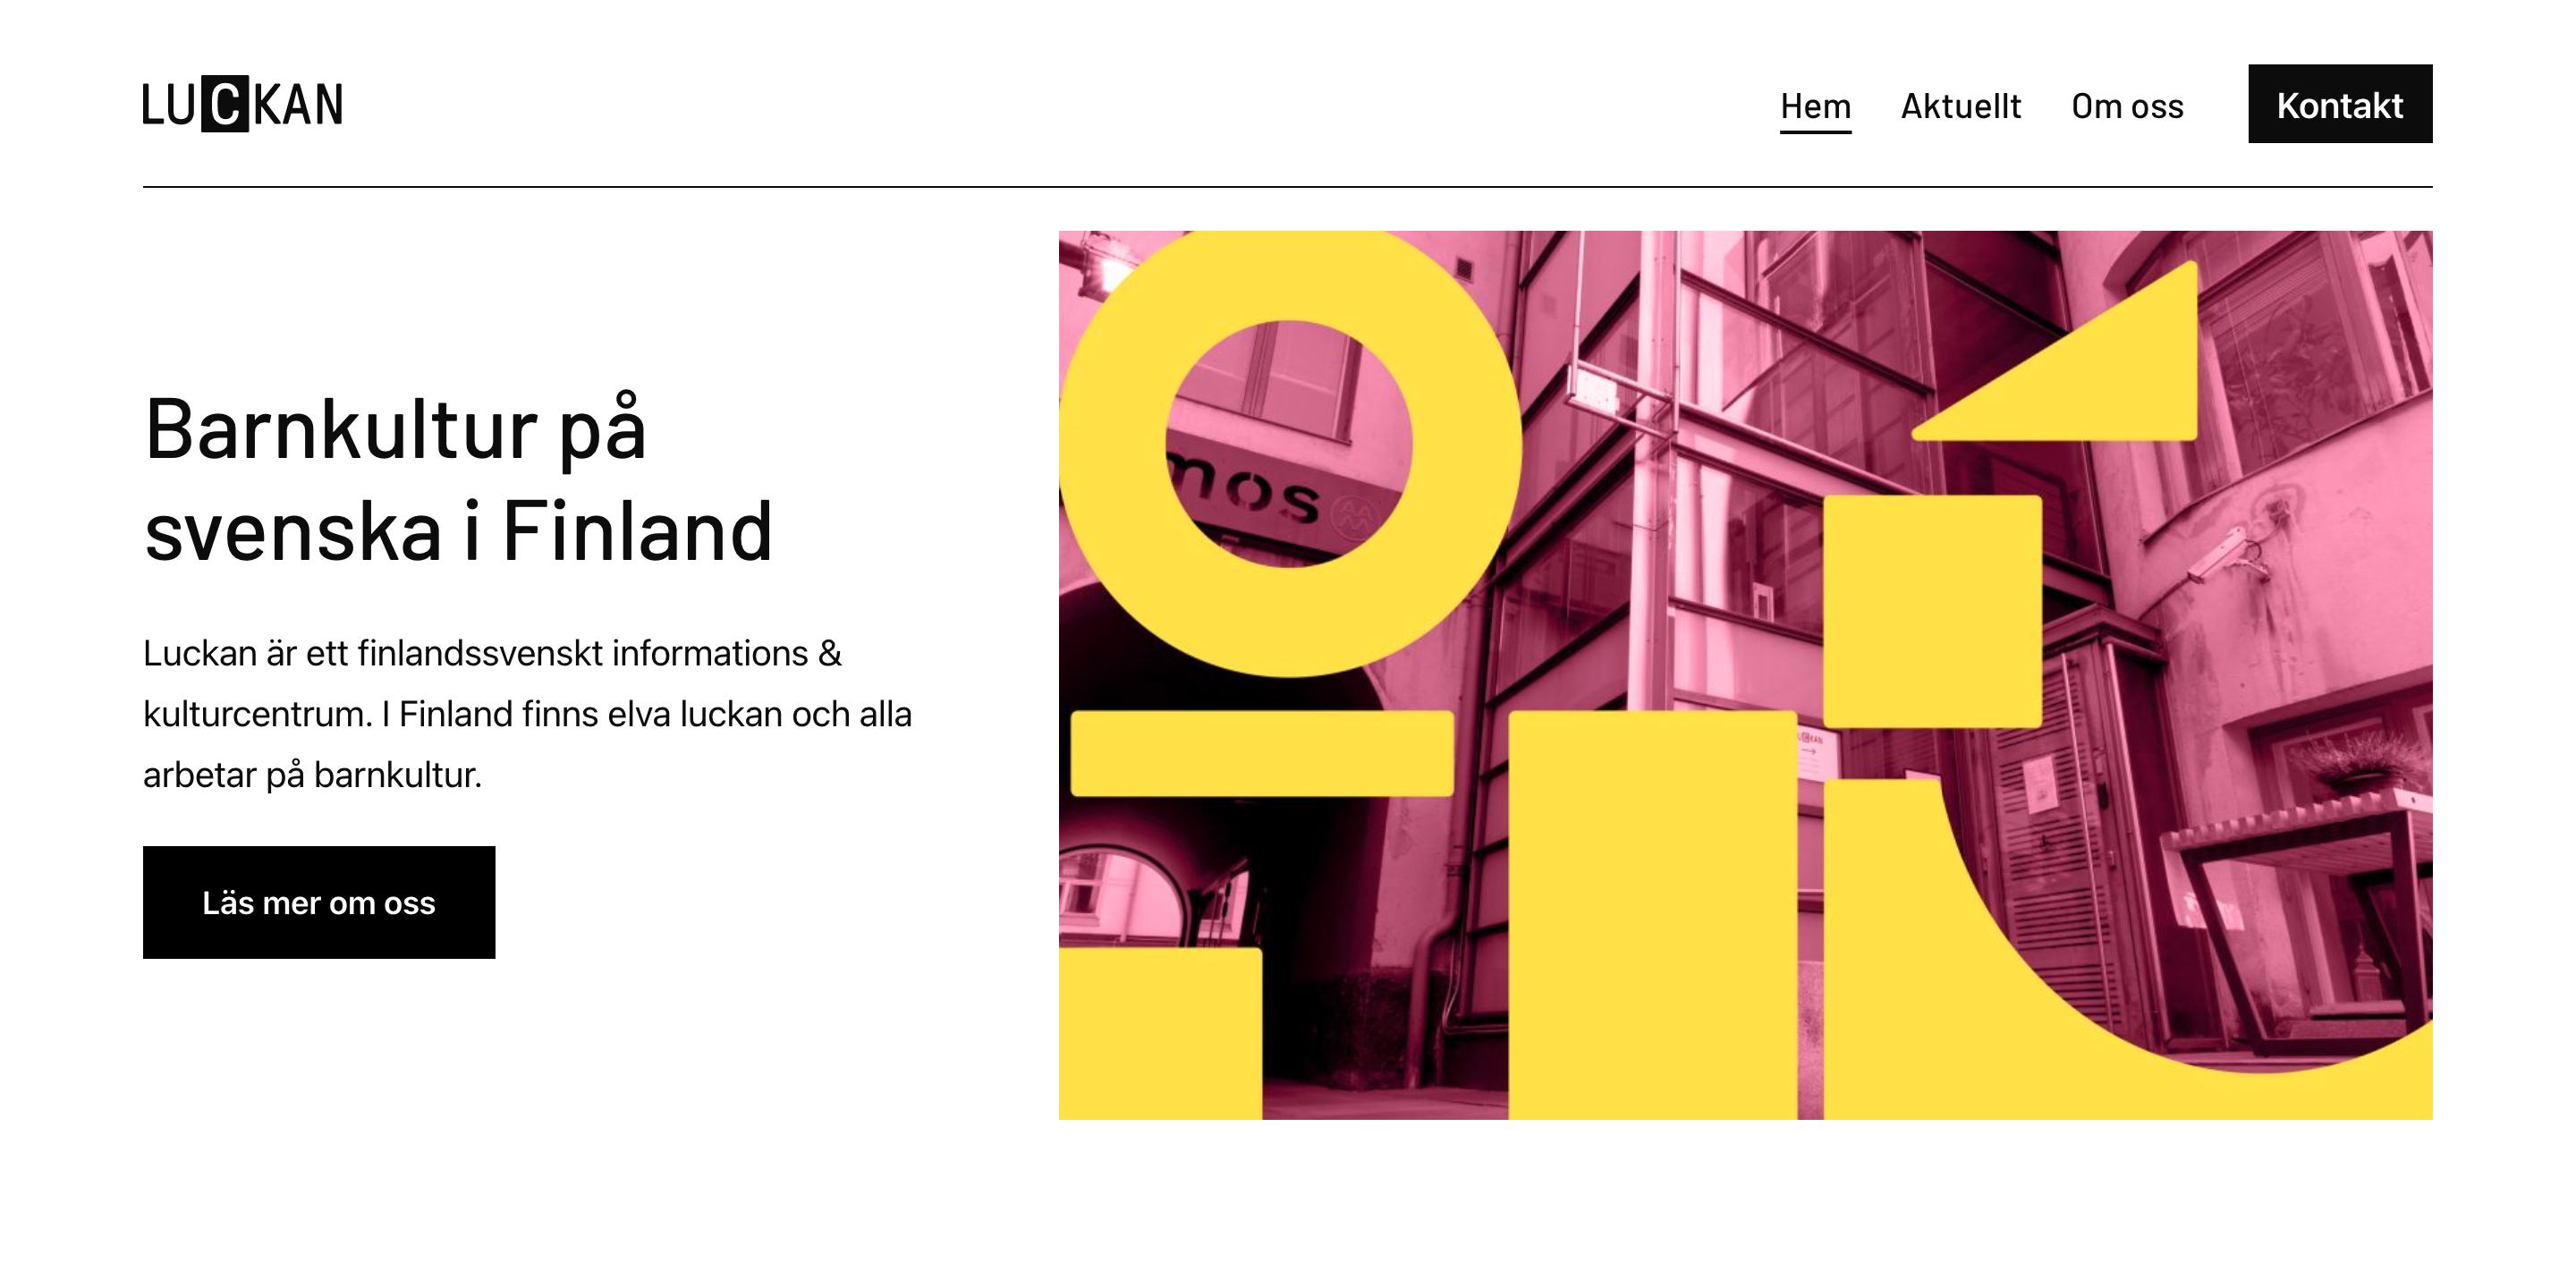 LUCKAN
Hem Aktuellt Om oss Kontakt
Barnkultur på
svenska i Finland
Luckan är ett finlandssvenskt informations &
kulturcentrum. I Finland finns elva luckan och alla
arbetar på barnkultur.
Läs mer om oss
mos
LUCKAN